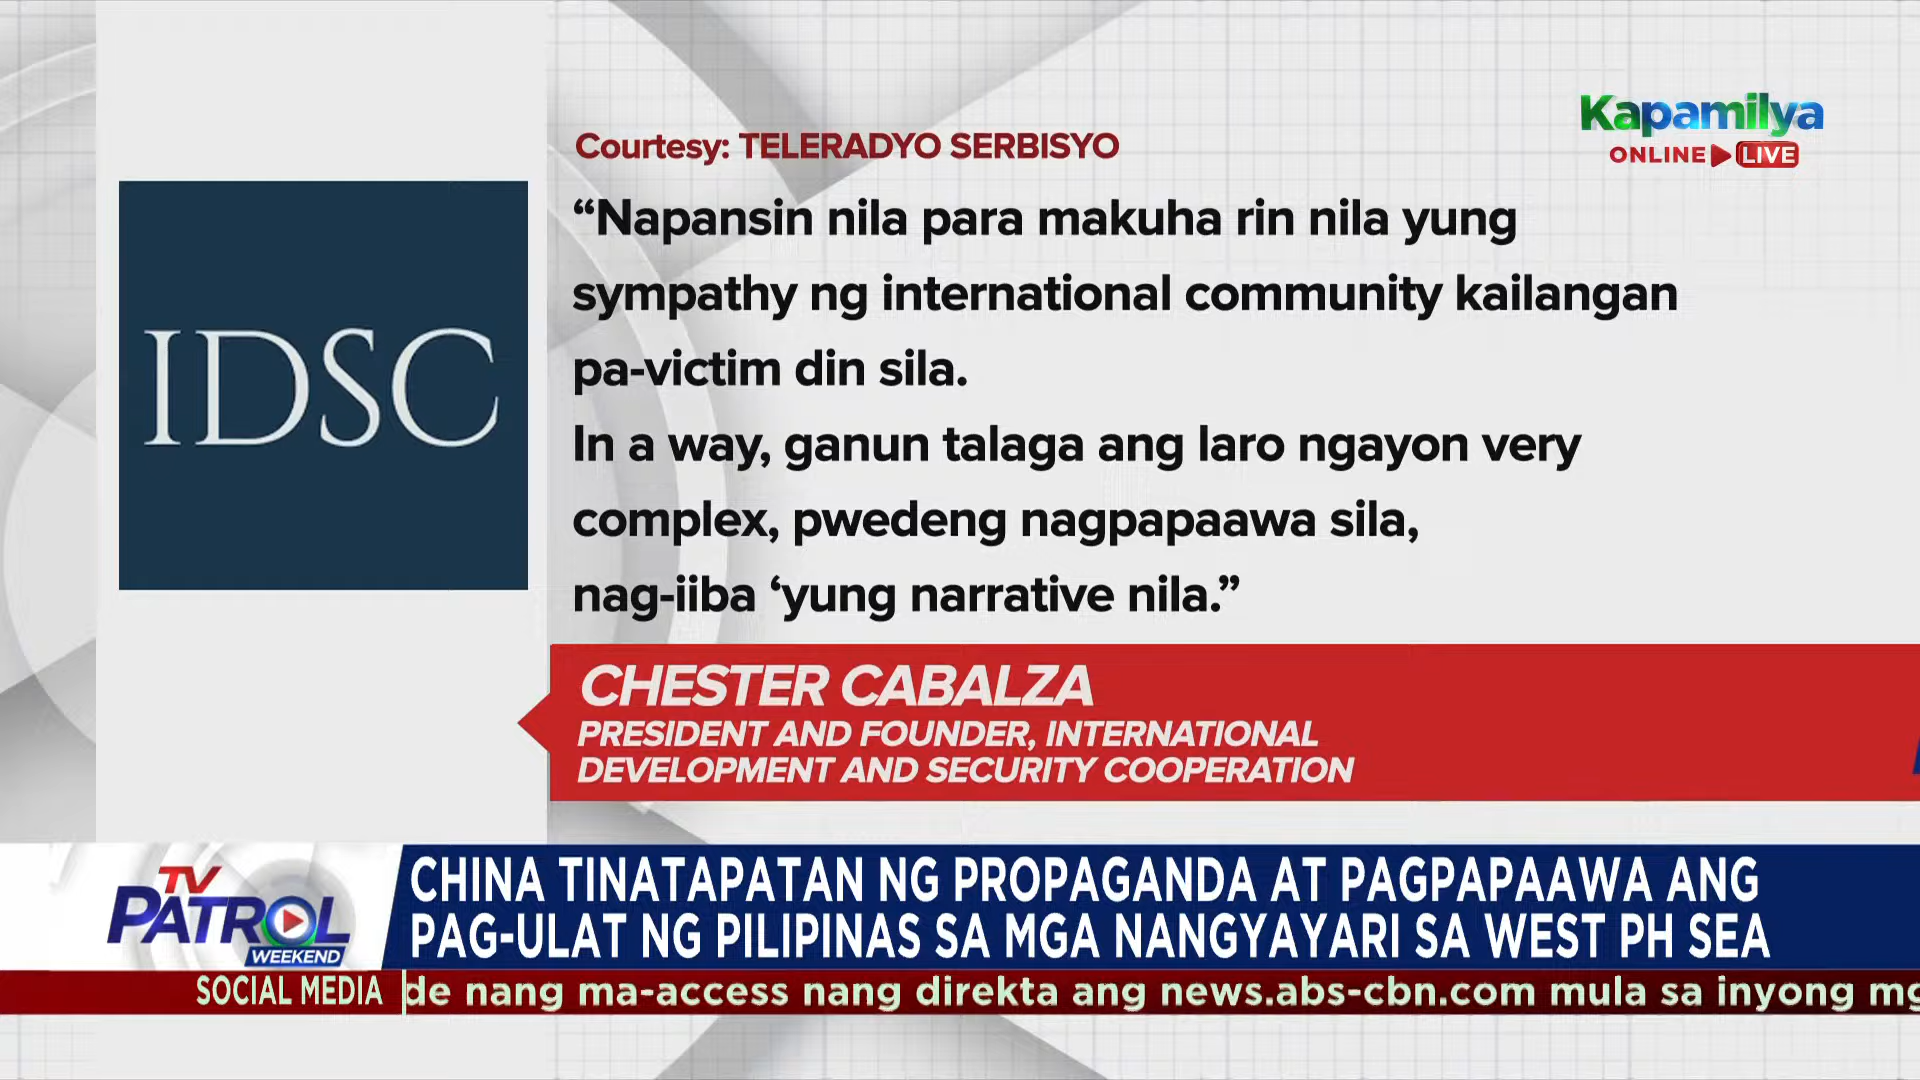 Kapamilya
ONLINE LIVE
Courtesy: TELERADYO SERBISYO
IDSC
“Napansin nila para makuha rin nila yung
sympathy ng international community kailangan
pa-victim din sila.
In a way, ganun talaga ang laro ngayon very
complex, pwedeng nagpapaawa sila,
nag-iiba ‘yung narrative nila.”
CHESTER CABALZA
PRESIDENT AND FOUNDER, INTERNATIONAL
DEVELOPMENT AND SECURITY COOPERATION
TV
PATROL
WEEKEND
CHINA TINATAPATAN NG PROPAGANDA AT PAGPAPAAWA ANG
PAG-ULAT NG PILIPINAS SA MGA NANGYAYARI SA WEST PH SEA
SOCIAL MEDIA de nang ma-access nang direkta ang news.abs-cbn.com mula sa inyong mg